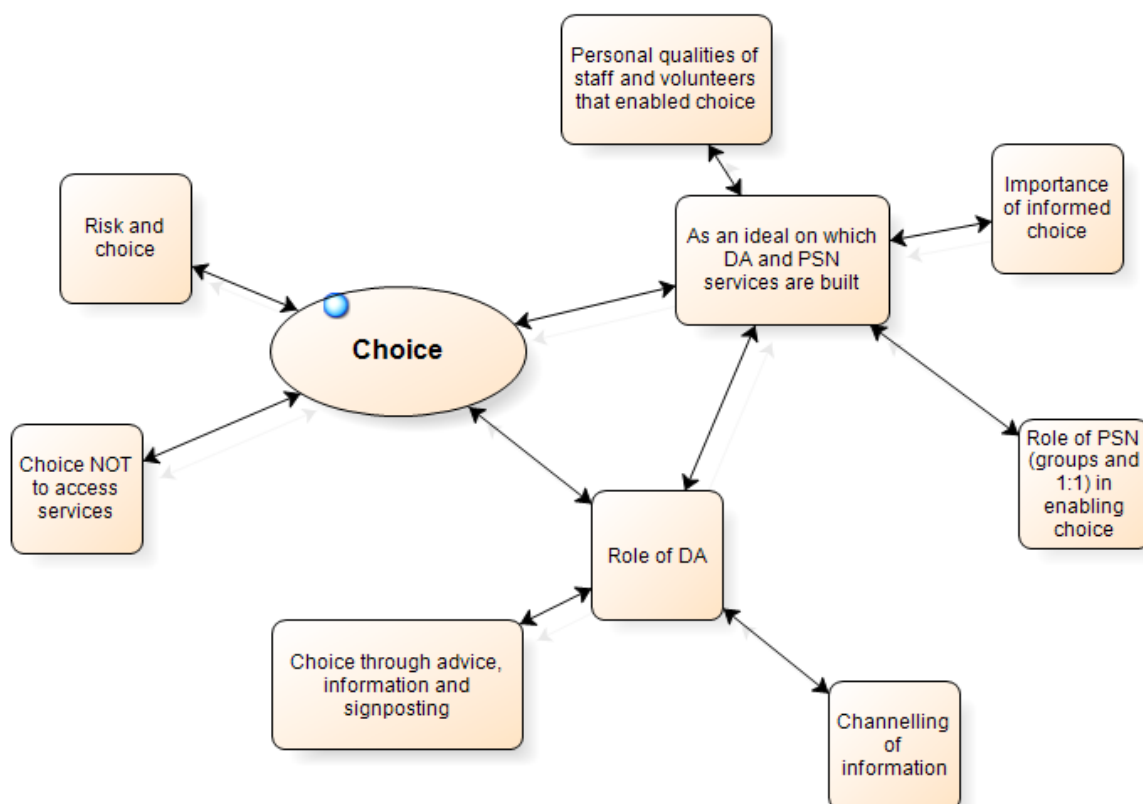 Personal qualities of
staff and volunteers
that enabled choice
Importance
of informed
choice
Risk and
choice
As an ideal on which
DA and PSN
services are built
Choice
Choice NOT
to access
services
Role of PSN
(groups and
1:1) in
enabling
choice
Role of DA
Choice through advice,
information and
signposting
Channelling
of
information